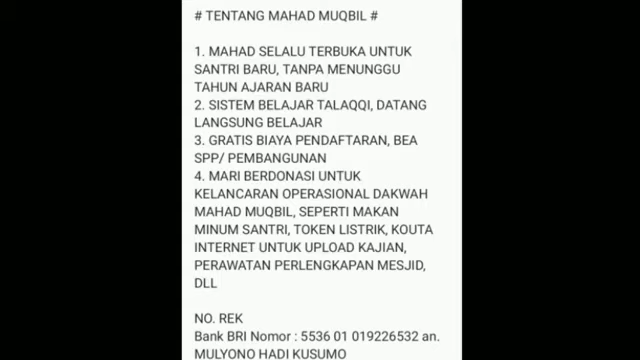 # TENTANG MAHAD MUQBIL #
1. MAHAD SELALU TERBUKA UNTUK
SANTRI BARU, TANPA MENUNGGU
TAHUN AJARAN BARU
2. SISTEM BELAJAR TALAQQI, DATANG
LANGSUNG BELAJAR
3. GRATIS BIAYA PENDAFTARAN, BEA
SPP/ PEMBANGUNAN
4. MARI BERDONASI UNTUK
KELANCARAN OPERASIONAL DAKWAH
MAHAD MUQBIL, SEPERTI MAKAN
MINUM SANTRI, TOKEN LISTRIK, KOUTA
INTERNET UNTUK UPLOAD KAJIAN,
PERAWATAN PERLENGKAPAN MESJID,
DLL
NO. REK
Bank BRI Nomor : 5536 01 019226532 an.
MULYONO HADI KUSUMO